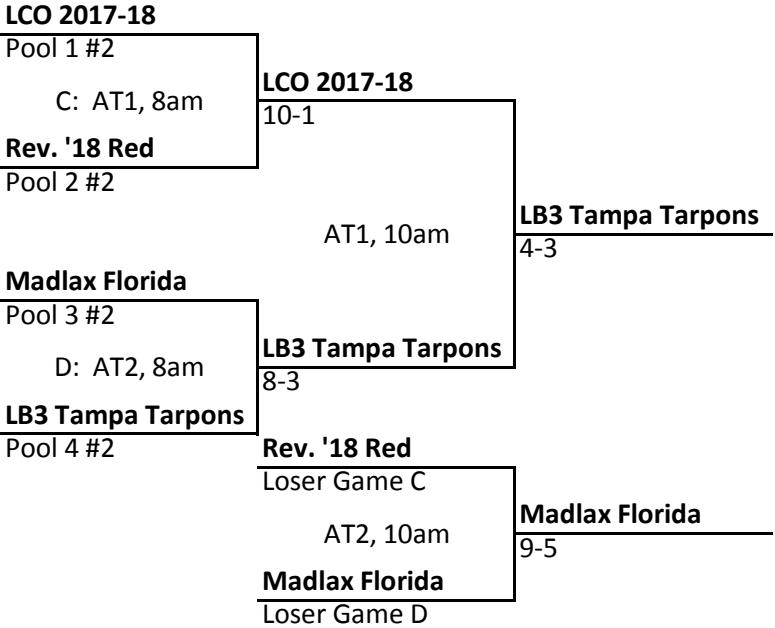 LCO 2017-18
Pool 1 #2
C: AT1, 8am
LCO 2017-18
10-1
Rev. '18 Red
Pool 2 #2
AT1, 10am
LB3 Tampa Tarpons
4-3
Madlax Florida
Pool 3 #2
D: AT2, 8am
LB3 Tampa Tarpons
8-3
LB3 Tampa Tarpons
Pool 4 #2
Rev. '18 Red
Loser Game C
AT2, 10am
Madlax Florida
9-5
Madlax Florida
Loser Game D